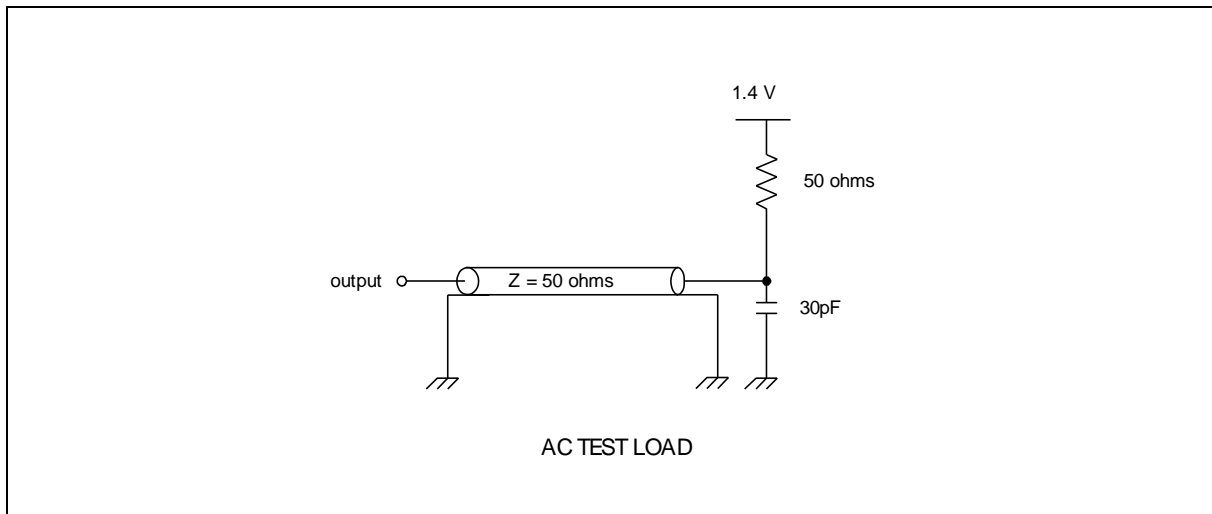 1.4 V
50 ohms
output
Z = 50 ohms
30pF
AC TEST LOAD